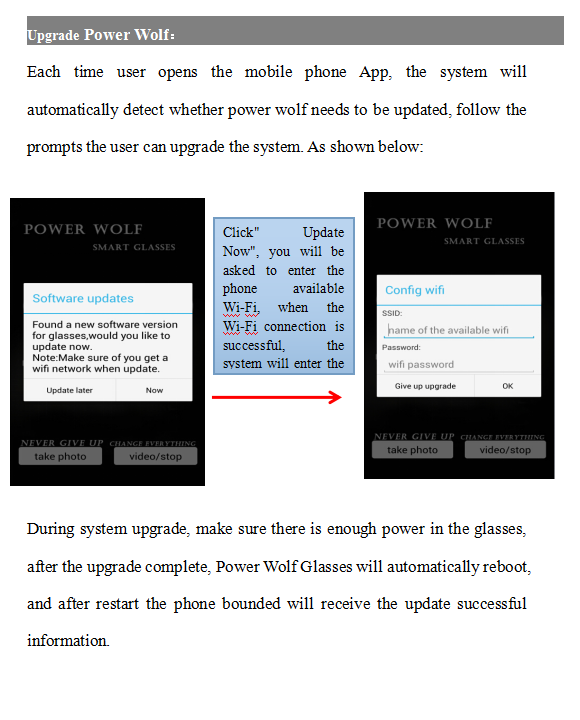 Upgrade Power Wolf：
Each time user opens the mobile phone App, the system will
automatically detect whether power wolf needs to be updated, follow the
prompts the user can upgrade the system. As shown below:
POWER WOLF
SMART GLASSES
Software updates
Found a new software version
for glasses,would you like to
update now.
Note:Make sure of you get a
wifi network when update.
Update later Now
NEVER GIVE UP CHANGE EVERYTHING
take photo video/stop
Click" Update
Now", you will be
asked to enter the
phone available
Wi-Fi, when the
Wi-Fi connection is
successful, the
system will enter the
POWER WOLF
SMART GLASSES
Config wifi
SSID:
name of the available wifi
Password:
wifi password
Give up upgrade OK
NEVER GIVE UP CHANGE EVERYTHING
take photo video/stop
During system upgrade, make sure there is enough power in the glasses,
after the upgrade complete, Power Wolf Glasses will automatically reboot,
and after restart the phone bounded will receive the update successful
information.